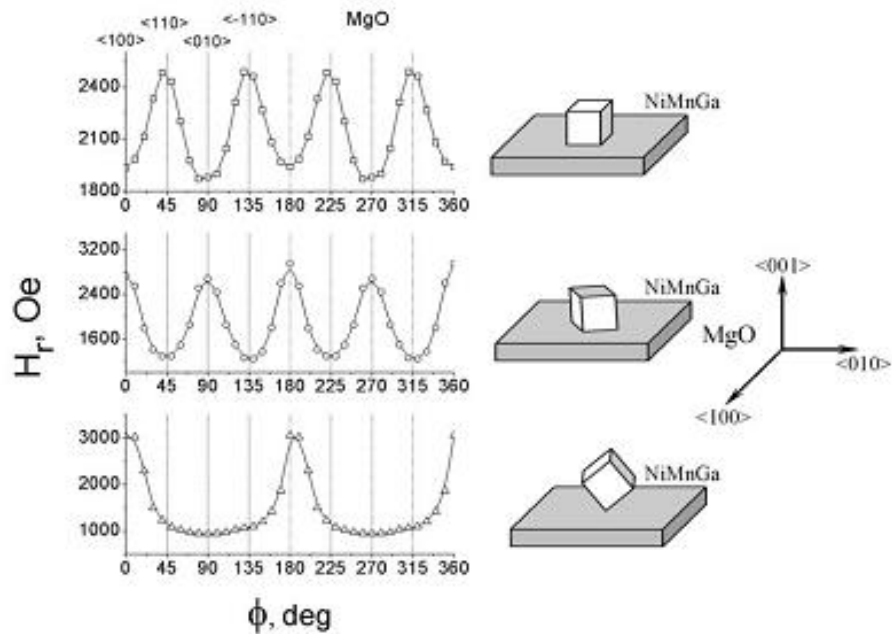 <110> <-110> MgO
<100> <010>
2400
2100
1800
0 45 90 135 180 225 270 315 360
NiMnGa
3200
2400
1600
0 45 90 135 180 225 270 315 360
NiMnGa
MgO
<001>
<010>
<100>
3000
2000
1000
0 45 90 135 180 225 270 315 360
NiMnGa
Hr, Oe
ϕ, deg